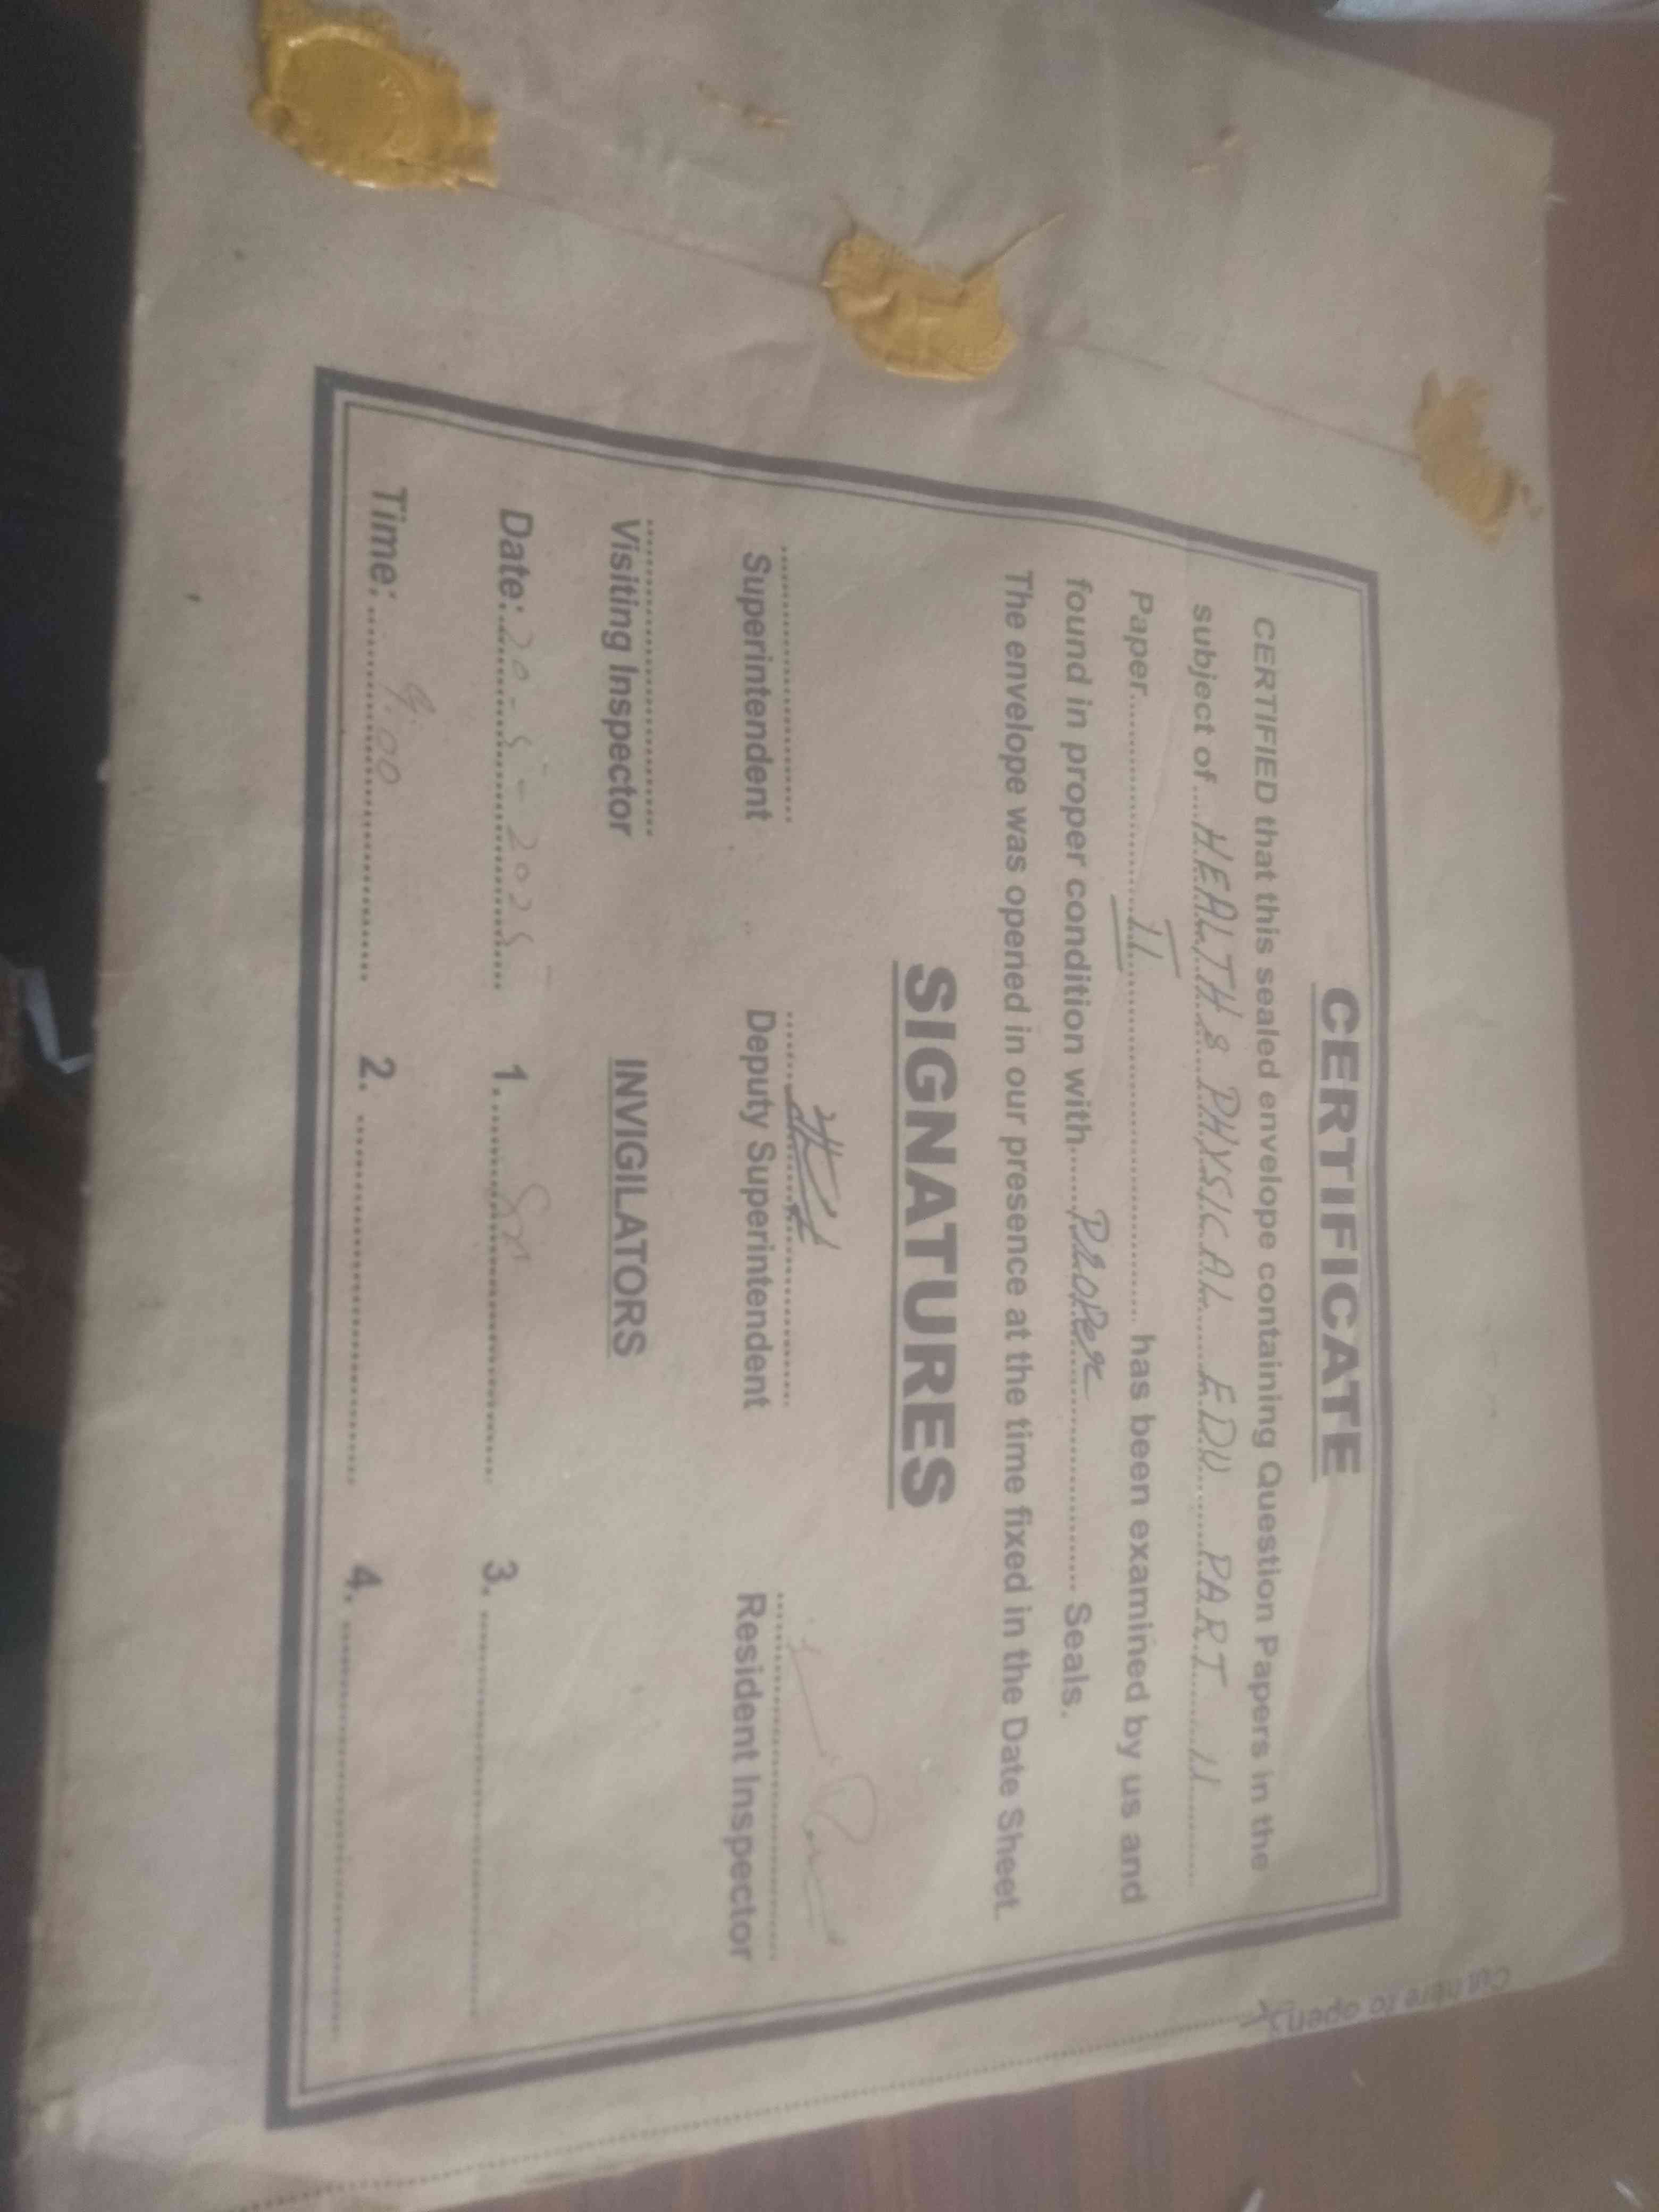 CERTIFICATE
CERTIFIED that this sealed envelope containing Question Papers in the
subject of....HEALTH & PHYSICAL EDU PART II........
Paper....................II.................... has been examined by us and
found in proper condition with......Proper.................... Seals.
The envelope was opened in our presence at the time fixed in the Date Sheet.
SIGNATURES
Superintendent Deputy Superintendent Resident Inspector
Visiting Inspector INVIGILATORS
Date:..20-5-2025.... 1............................ 3. ............................
Time: ........9:00................ 2. ............................ 4. ............................
Cut here to open